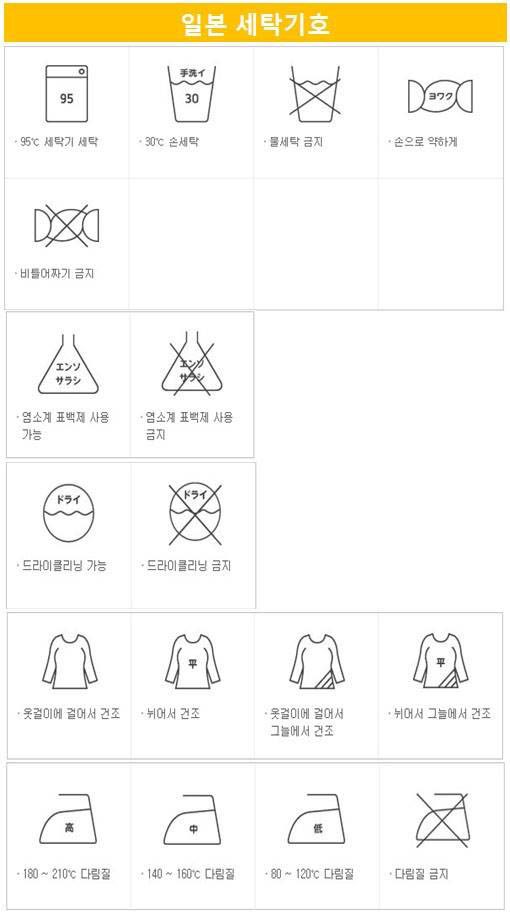 일본 세탁기호
95
手洗イ
30
ヨワク
· 95℃ 세탁기 세탁
· 30℃ 손세탁
· 물세탁 금지
· 손으로 약하게
· 비틀어짜기 금지
エンソ
サラシ
エンソ
サラシ
· 염소계 표백제 사용
가능
· 염소계 표백제 사용
금지
ドライ
ドライ
· 드라이클리닝 가능
· 드라이클리닝 금지
平
平
· 옷걸이에 걸어서 건조
· 뉘어서 건조
· 옷걸이에 걸어서
그늘에서 건조
· 뉘어서 그늘에서 건조
高
中
低
· 180 ~ 210℃ 다림질
· 140 ~ 160℃ 다림질
· 80 ~ 120℃ 다림질
· 다림질 금지